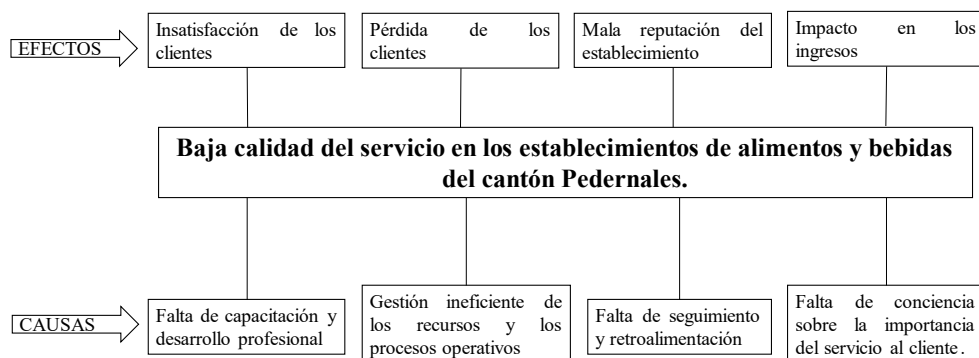 EFECTOS
Insatisfacción de los
clientes
Pérdida de los
clientes
Mala reputación del
establecimiento
Impacto en los
ingresos
Baja calidad del servicio en los establecimientos de alimentos y bebidas
del cantón Pedernales.
CAUSAS
Falta de capacitación y
desarrollo profesional
Gestión ineficiente de
los recursos y los
procesos operativos
Falta de seguimiento
y retroalimentación
Falta de conciencia
sobre la importancia
del servicio al cliente.